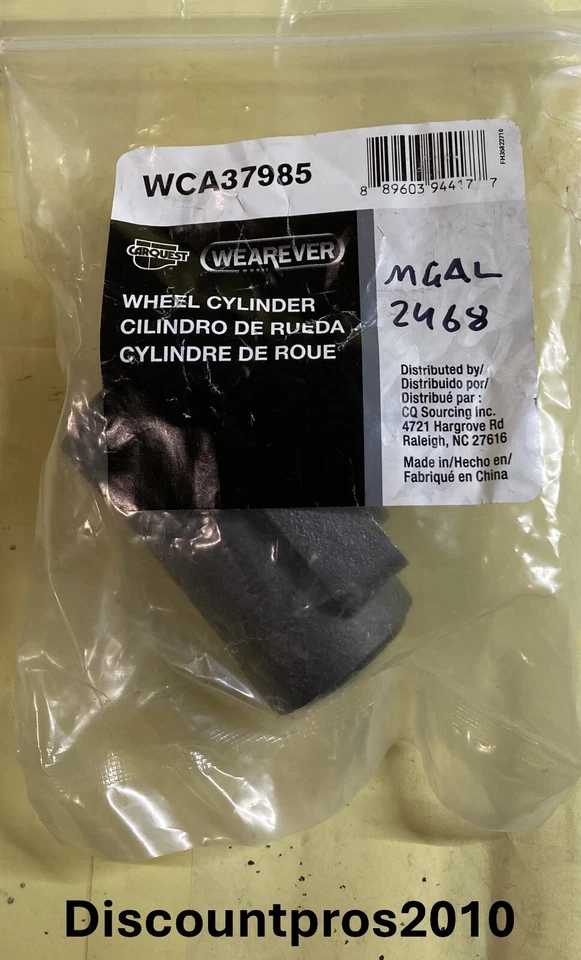 WCA37985
8 89603 94417 7
FH30822710
CARQUEST
WEAREVER
WHEEL CYLINDER
CILINDRO DE RUEDA
CYLINDRE DE ROUE
MGAL
2468
Distributed by/
Distribuido por/
Distribué par :
CQ Sourcing Inc.
4721 Hargrove Rd
Raleigh, NC 27616
Made in/Hecho en/
Fabriqué en China
Discountpros2010